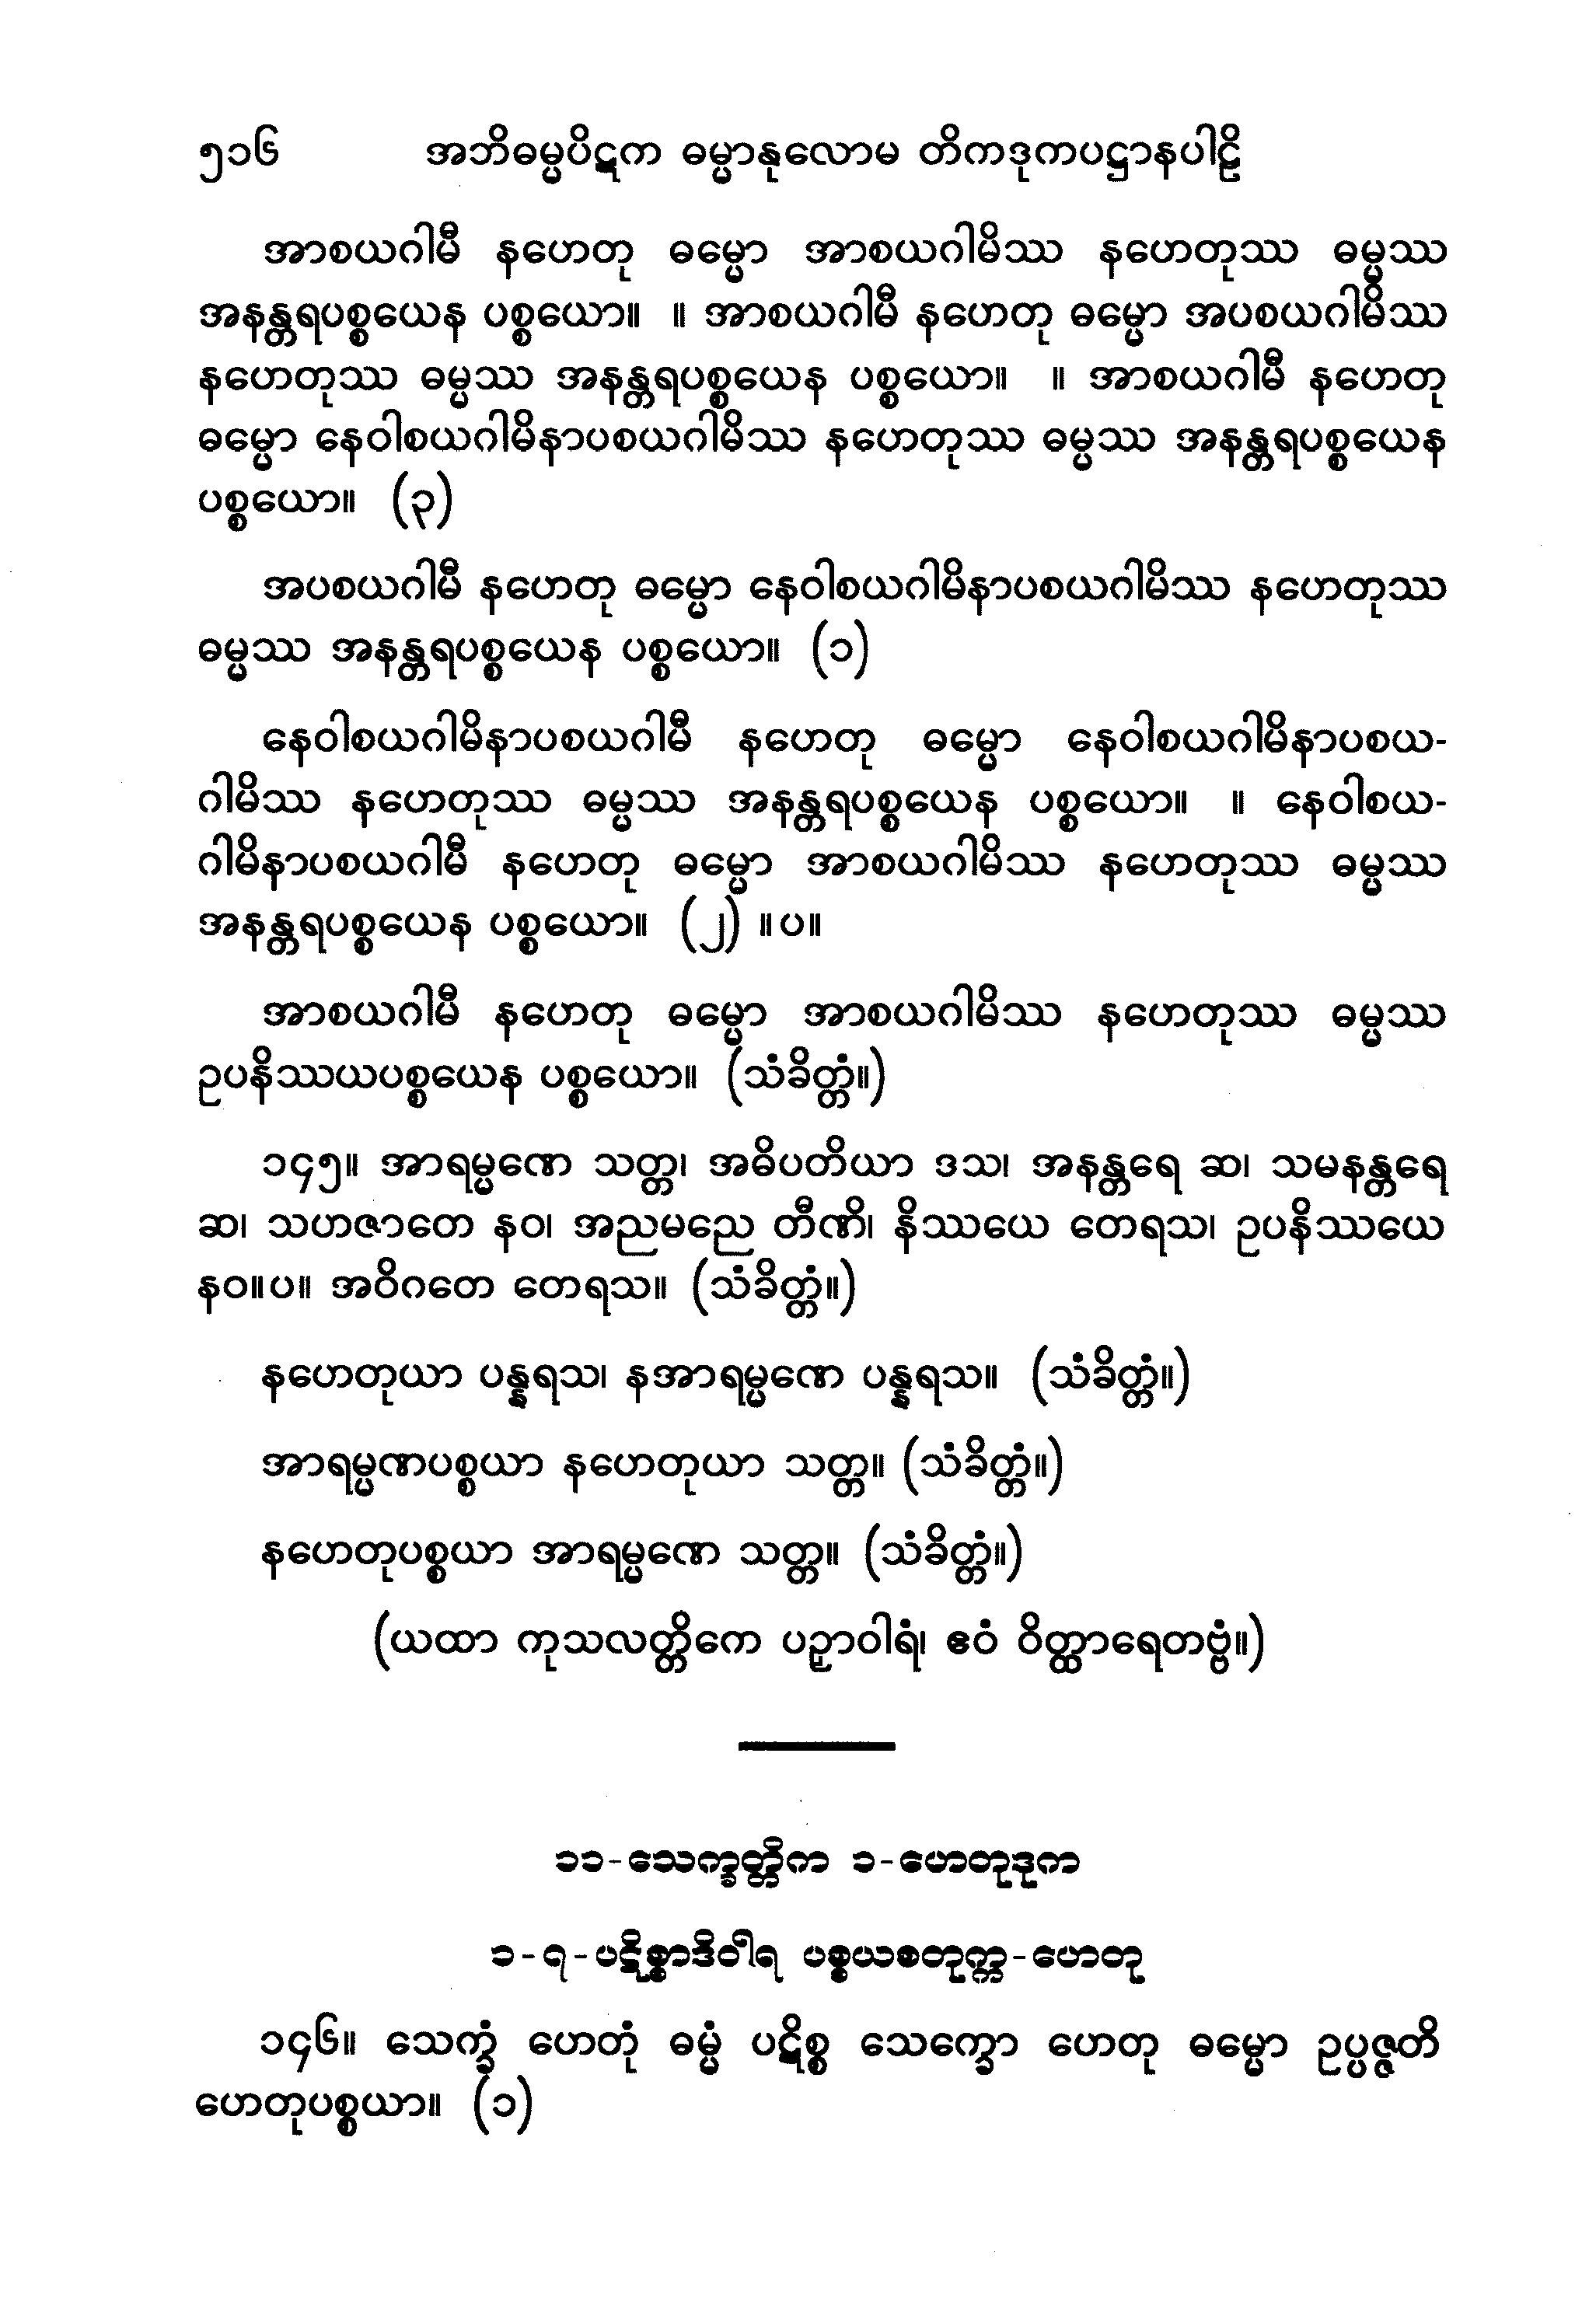 ၅၁၆ အဘိဓမ္မပိဋက ဓမ္မာနုလောမ တိကဒုကပဋ္ဌာနပါဠိ
အာစယဂါမီ နဟေတု ဓမ္မော အာစယဂါမိဿ နဟေတုဿ ဓမ္မဿ
အနန္တရပစ္စယေန ပစ္စယော။ ။ အာစယဂါမီ နဟေတု ဓမ္မော အပစယဂါမိဿ
နဟေတုဿ ဓမ္မဿ အနန္တရပစ္စယေန ပစ္စယော။ ။ အာစယဂါမီ နဟေတု
ဓမ္မော နေဝါစယဂါမိနာပစယဂါမိဿ နဟေတုဿ ဓမ္မဿ အနန္တရပစ္စယေန
ပစ္စယော။ (၃)
အပစယဂါမီ နဟေတု ဓမ္မော နေဝါစယဂါမိနာပစယဂါမိဿ နဟေတုဿ
ဓမ္မဿ အနန္တရပစ္စယေန ပစ္စယော။ (၁)
နေဝါစယဂါမိနာပစယဂါမီ နဟေတု ဓမ္မော နေဝါစယဂါမိနာပစယ-
ဂါမိဿ နဟေတုဿ ဓမ္မဿ အနန္တရပစ္စယေန ပစ္စယော။ ။ နေဝါစယ-
ဂါမိနာပစယဂါမီ နဟေတု ဓမ္မော အာစယဂါမိဿ နဟေတုဿ ဓမ္မဿ
အနန္တရပစ္စယေန ပစ္စယော။ (၂) ။ပ။
အာစယဂါမီ နဟေတု ဓမ္မော အာစယဂါမိဿ နဟေတုဿ ဓမ္မဿ
ဥပနိဿယပစ္စယေန ပစ္စယော။ (သံခိတ္တံ။)
၁၄၅။ အာရမ္မဏေ သတ္တ၊ အဓိပတိယာ ဒသ၊ အနန္တရေ ဆ၊ သမနန္တရေ
ဆ၊ သဟဇာတေ နဝ၊ အညမညေ တီဏိ၊ နိဿယေ တေရသ၊ ဥပနိဿယေ
နဝ။ပ။ အဝိဂတေ တေရသ။ (သံခိတ္တံ။)
နဟေတုယာ ပန္နရသ၊ နအာရမ္မဏေ ပန္နရသ။ (သံခိတ္တံ။)
အာရမ္မဏပစ္စယာ နဟေတုယာ သတ္တ။ (သံခိတ္တံ။)
နဟေတုပစ္စယာ အာရမ္မဏေ သတ္တ။ (သံခိတ္တံ။)
(ယထာ ကုသလတ္တိကေ ပဉှာဝါရံ၊ ဧဝံ ဝိတ္ထာရေတဗ္ဗံ။)
၁၁-သေက္ခတ္တိက ၁-ဟေတုဒုက
၁-၇-ပဋိစ္စာဒိဝါရ ပစ္စယစတုက္က-ဟေတု
၁၄၆။ သေက္ခံ ဟေတုံ ဓမ္မံ ပဋိစ္စ သေက္ခော ဟေတု ဓမ္မော ဥပ္ပဇ္ဇတိ
ဟေတုပစ္စယာ။ (၁)